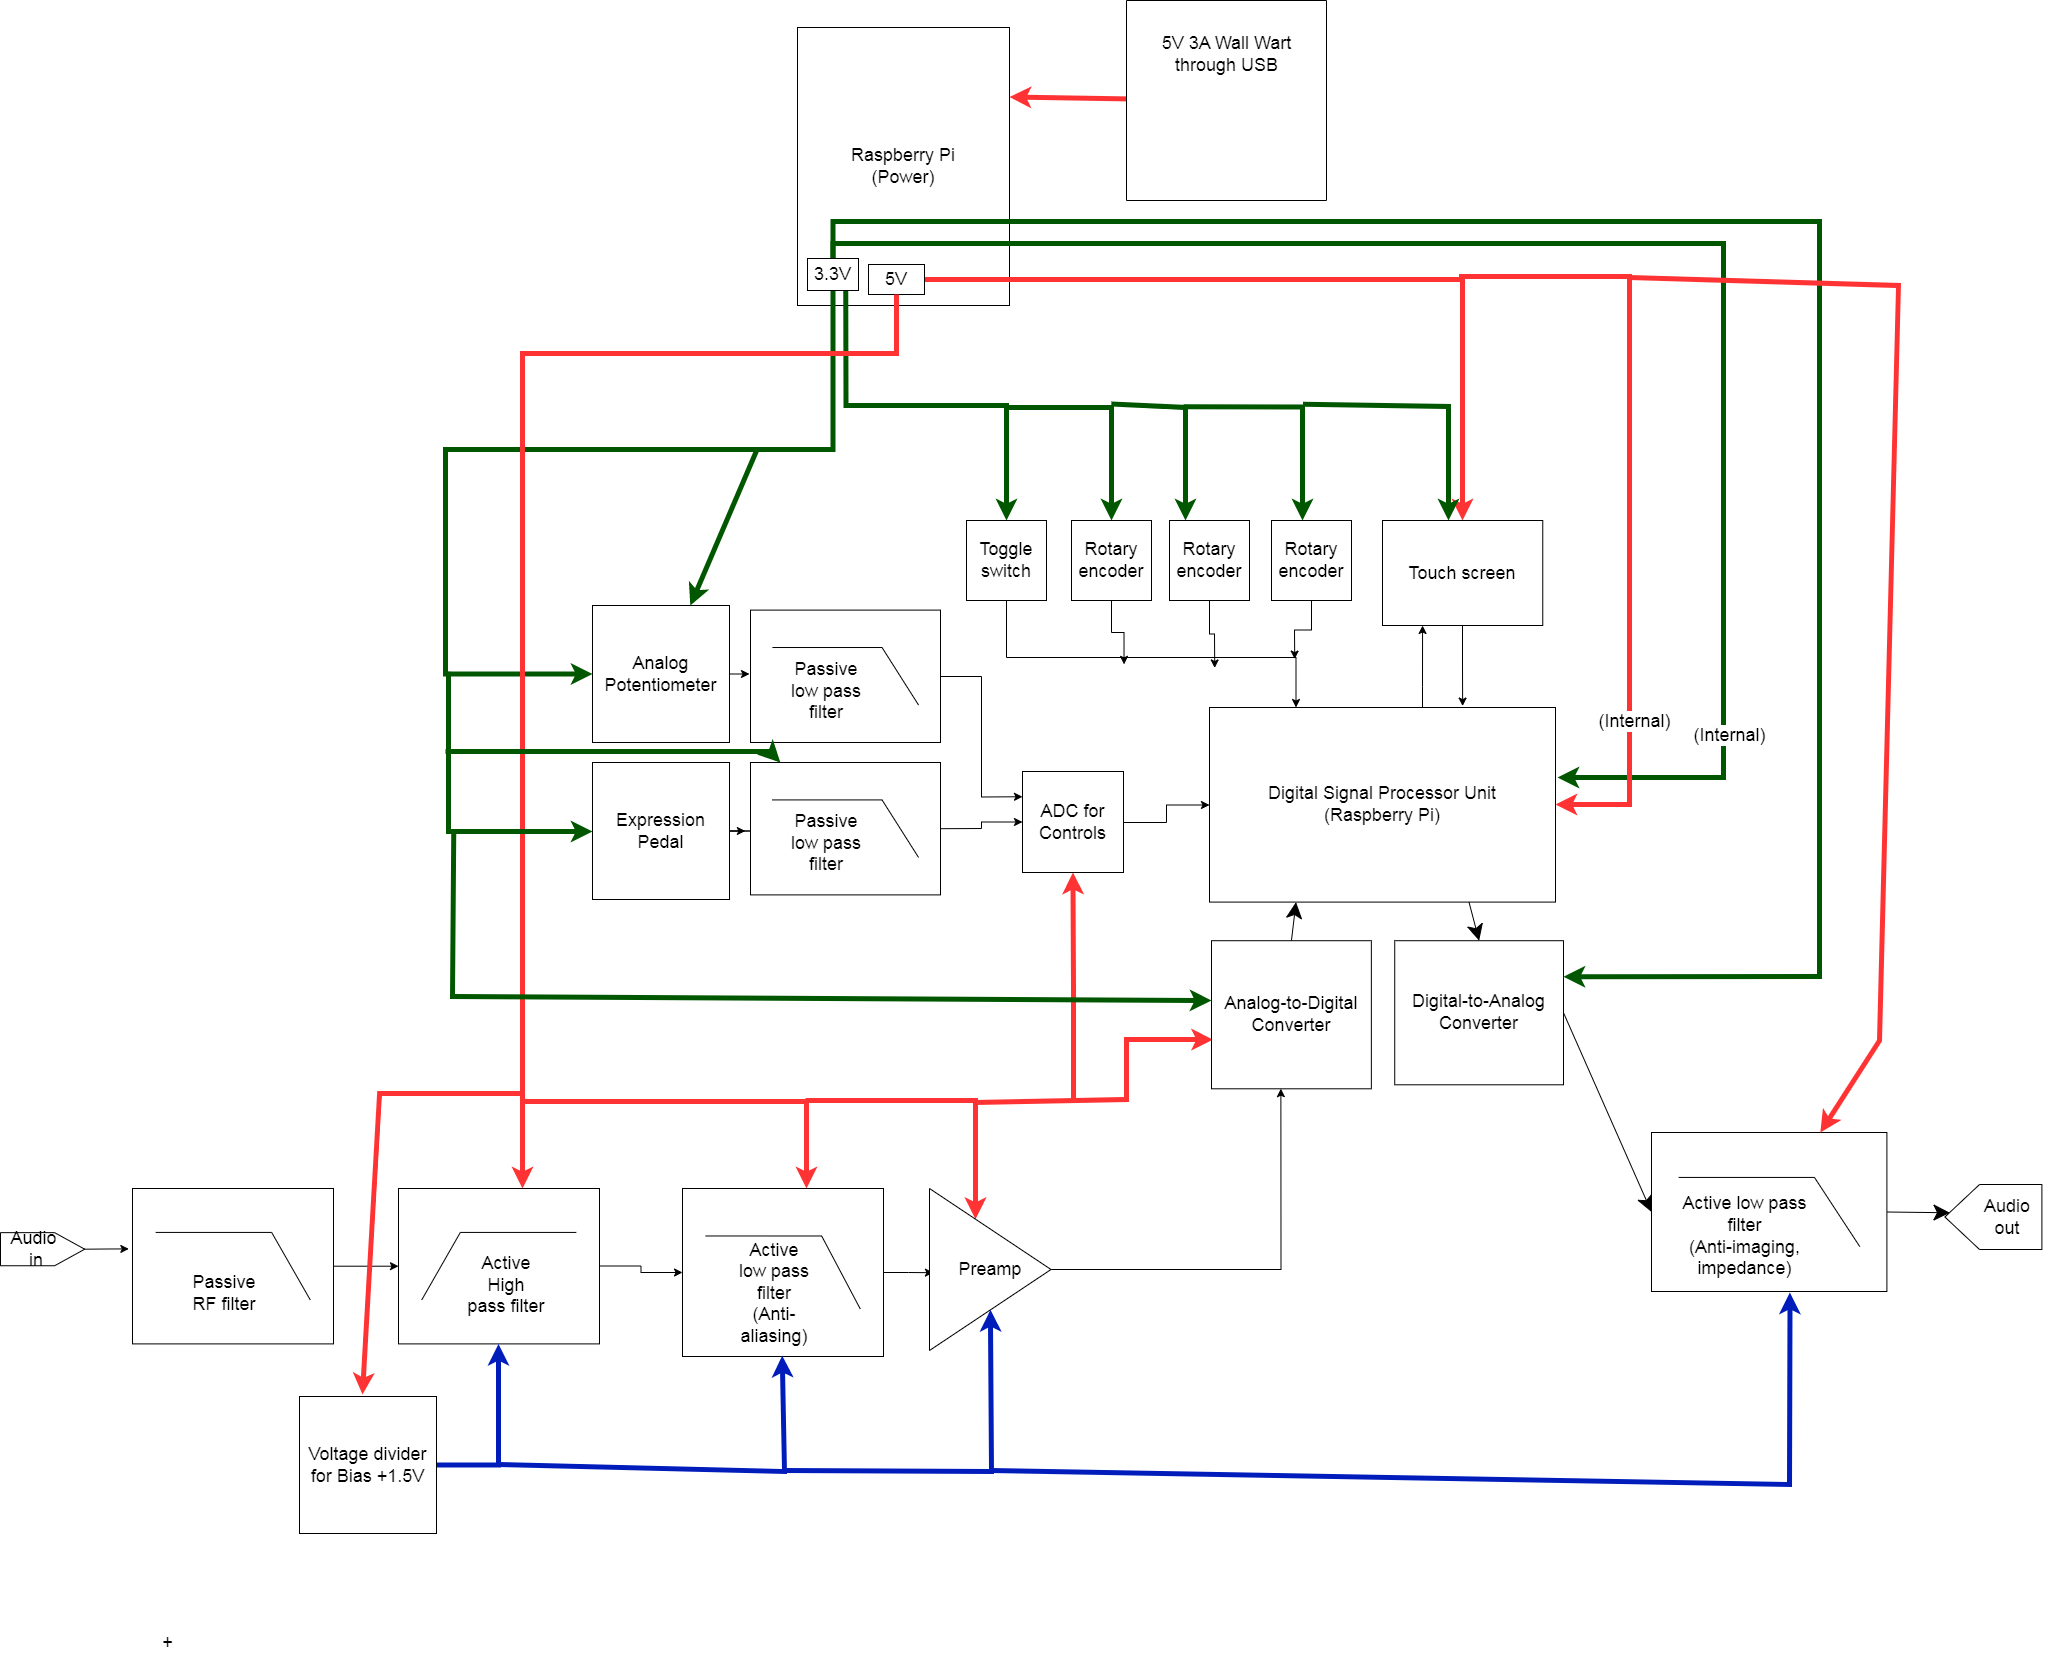 5V 3A Wall Wart
through USB
Raspberry Pi
(Power)
3.3V
5V
Toggle
switch
Rotary
encoder
Rotary
encoder
Rotary
encoder
Touch screen
Analog
Potentiometer
Passive
low pass
filter
(Internal)
(Internal)
Expression
Pedal
Passive
low pass
filter
ADC for
Controls
Digital Signal Processor Unit
(Raspberry Pi)
Analog-to-Digital
Converter
Digital-to-Analog
Converter
Audio
in
Passive
RF filter
Active
High
pass filter
Active
low pass
filter
(Anti-
aliasing)
Preamp
Active low pass
filter
(Anti-imaging,
impedance)
Audio
out
Voltage divider
for Bias +1.5V
+